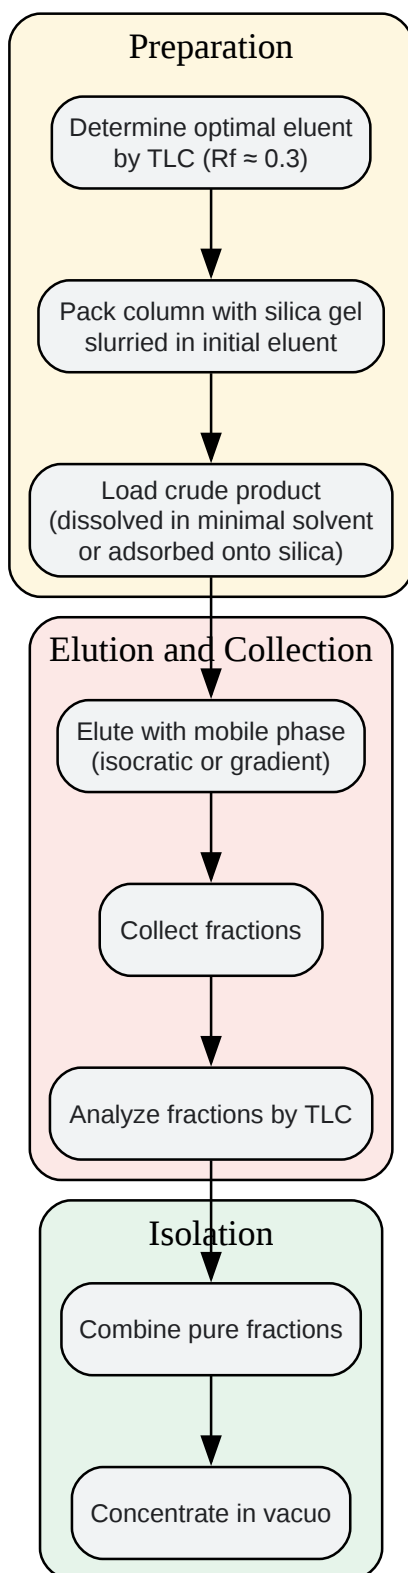 Preparation
Determine optimal eluent
by TLC (Rf ≈ 0.3)
Pack column with silica gel
slurried in initial eluent
Load crude product
(dissolved in minimal solvent
or adsorbed onto silica)
Elution and Collection
Elute with mobile phase
(isocratic or gradient)
Collect fractions
Analyze fractions by TLC
Isolation
Combine pure fractions
Concentrate in vacuo